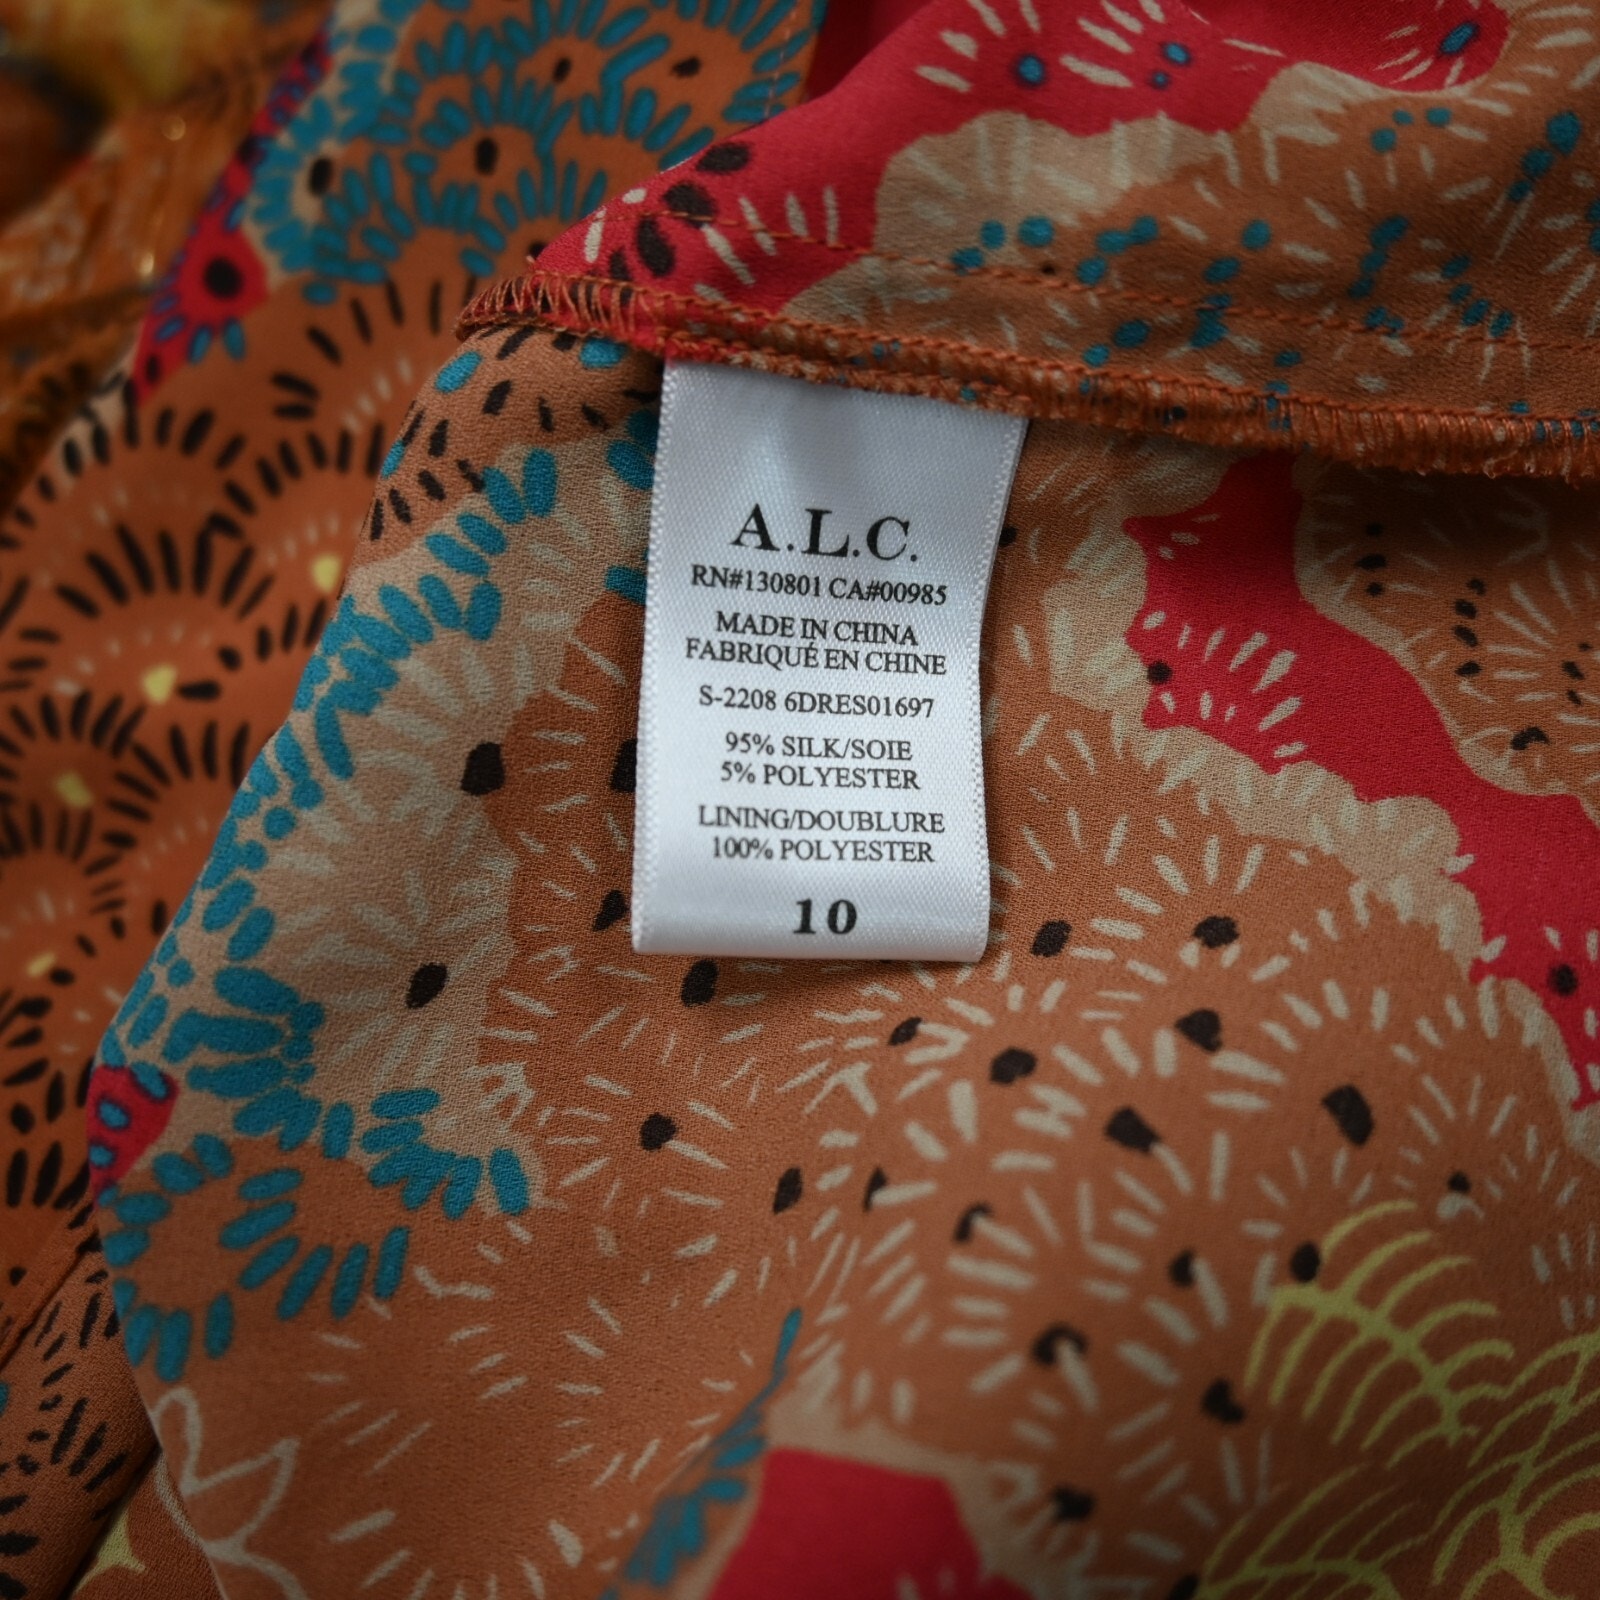 A.L.C.
RN#130801 CA#00985
MADE IN CHINA
FABRIQUÉ EN CHINE
S-2208 6DRES01697
95% SILK/SOIE
5% POLYESTER
LINING/DOUBLURE
100% POLYESTER
10